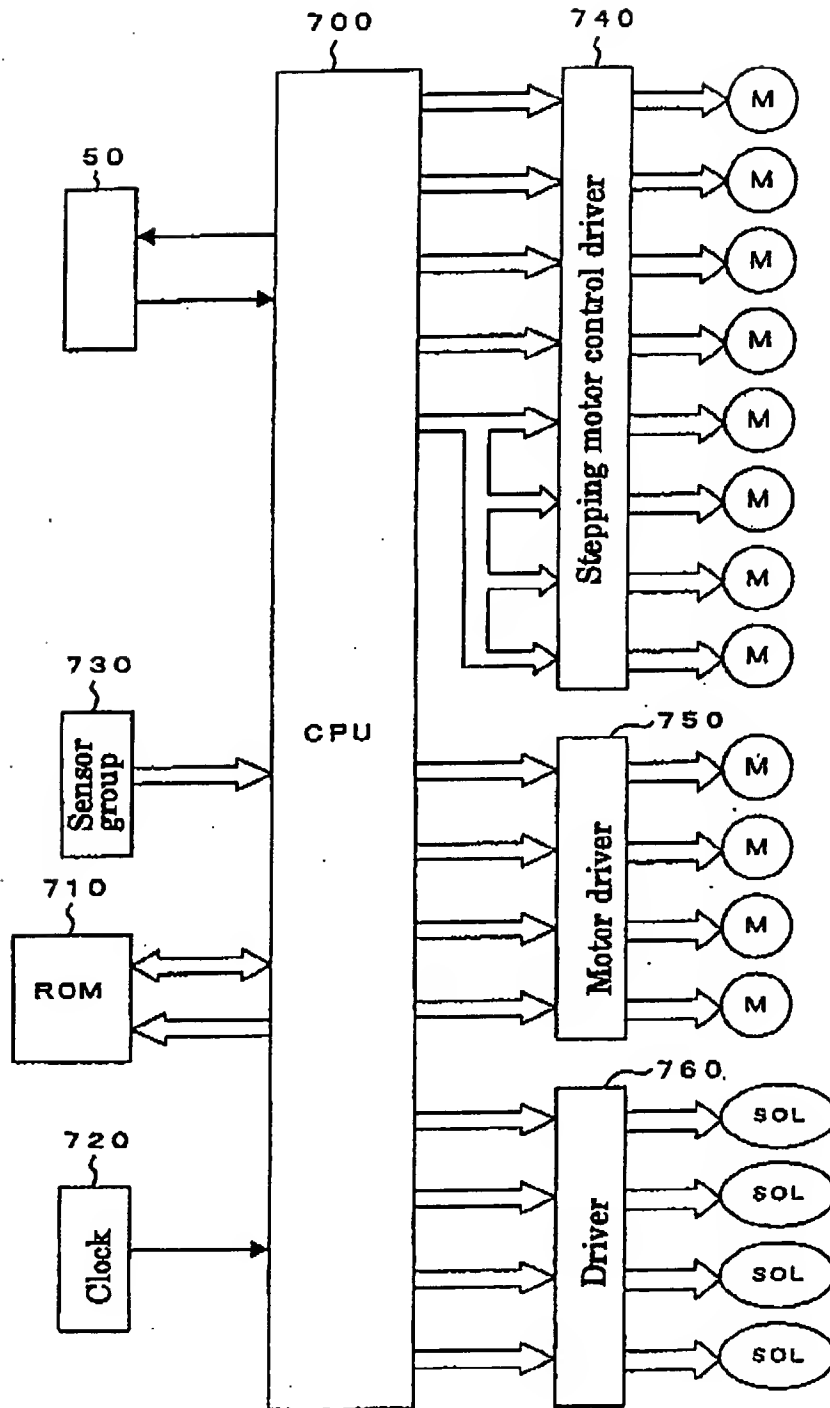 700
740
50
M
M
M
M
Stepping motor control driver
M
M
M
M
730
Sensor
group
CPU
750
Motor driver
M
M
M
M
710
ROM
760
Driver
SOL
SOL
SOL
SOL
720
Clock